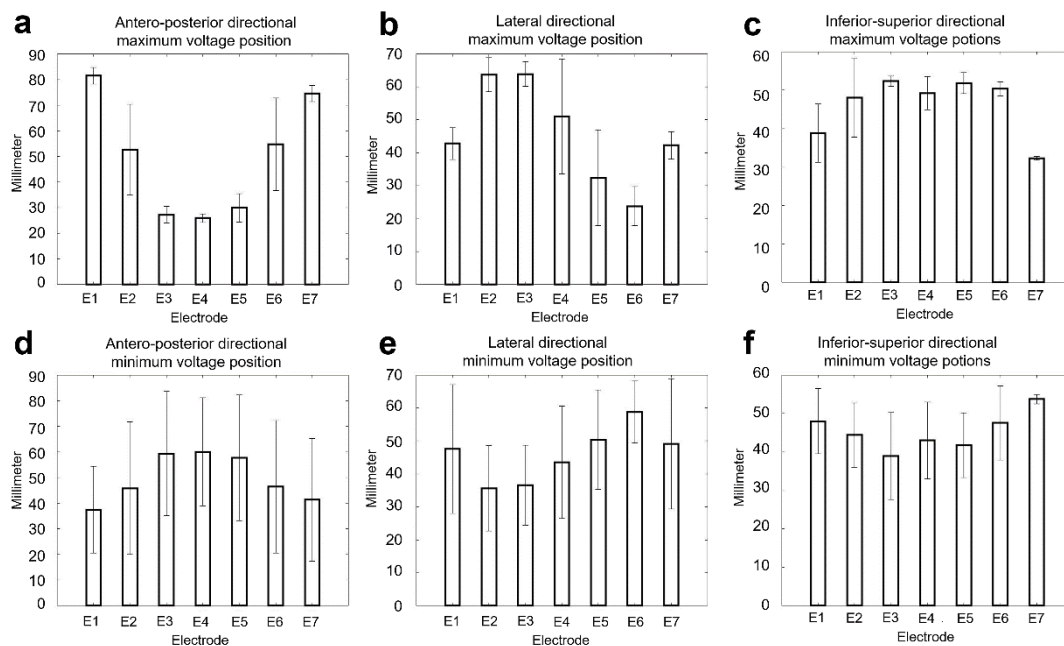 a
Antero-posterior directional
maximum voltage position
90
80
70
60
50
40
30
20
10
0
Millimeter
E1 E2 E3 E4 E5 E6 E7
Electrode
b
Lateral directional
maximum voltage position
70
60
50
40
30
20
10
0
Millimeter
E1 E2 E3 E4 E5 E6 E7
Electrode
c
Inferior-superior directional
maximum voltage potions
60
50
40
30
20
10
0
Millimeter
E1 E2 E3 E4 E5 E6 E7
Electrode
d
Antero-posterior directional
minimum voltage position
90
80
70
60
50
40
30
20
10
0
Millimeter
E1 E2 E3 E4 E5 E6 E7
Electrode
e
Lateral directional
minimum voltage position
70
60
50
40
30
20
10
0
Millimeter
E1 E2 E3 E4 E5 E6 E7
Electrode
f
Inferior-superior directional
minimum voltage potions
60
50
40
30
20
10
0
Millimeter
E1 E2 E3 E4 E5 E6 E7
Electrode